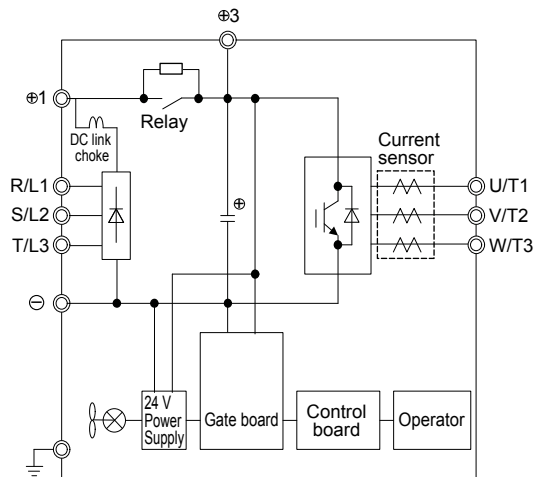 ⊕3
⊕1
Relay
DC link
choke
Current
sensor
R/L1
S/L2
T/L3
U/T1
V/T2
W/T3
⊕
⊖
24 V
Power
Supply
Gate board
Control
board
Operator